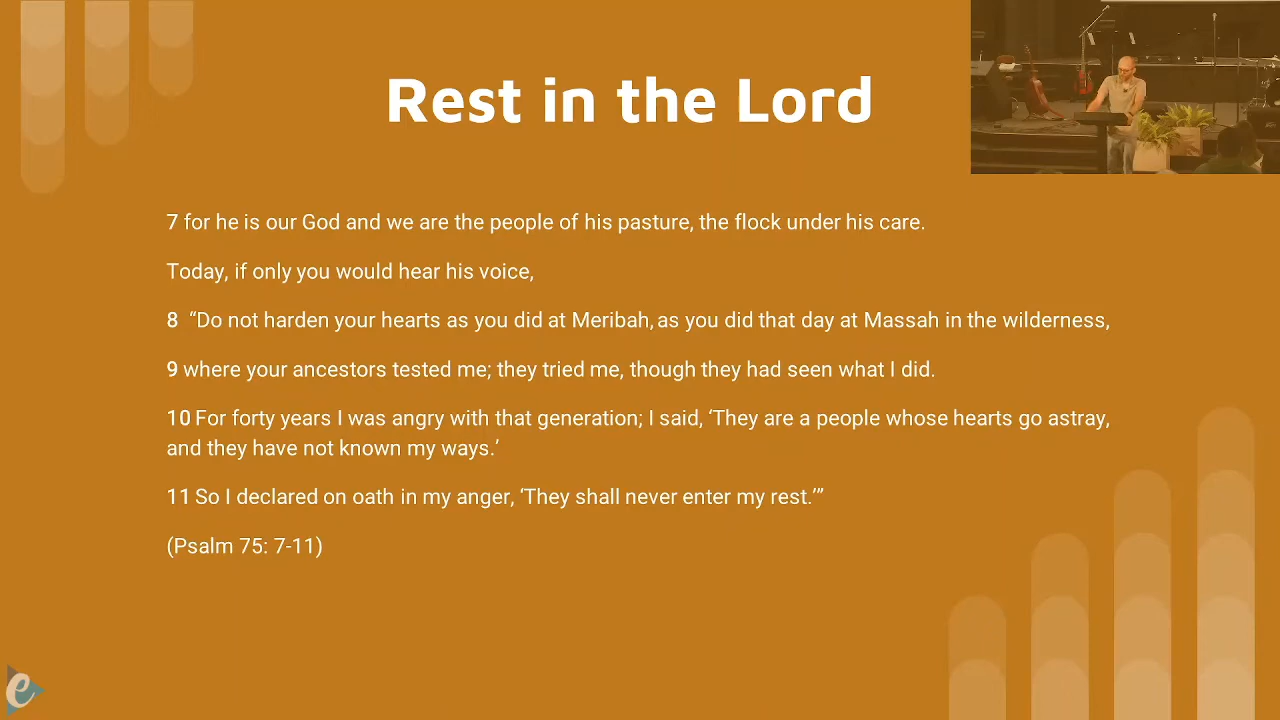 Rest in the Lord
7 for he is our God and we are the people of his pasture, the flock under his care.
Today, if only you would hear his voice,
8 “Do not harden your hearts as you did at Meribah, as you did that day at Massah in the wilderness,
9 where your ancestors tested me; they tried me, though they had seen what I did.
10 For forty years I was angry with that generation; I said, ‘They are a people whose hearts go astray,
and they have not known my ways.’
11 So I declared on oath in my anger, ‘They shall never enter my rest.’”
(Psalm 75: 7-11)
e